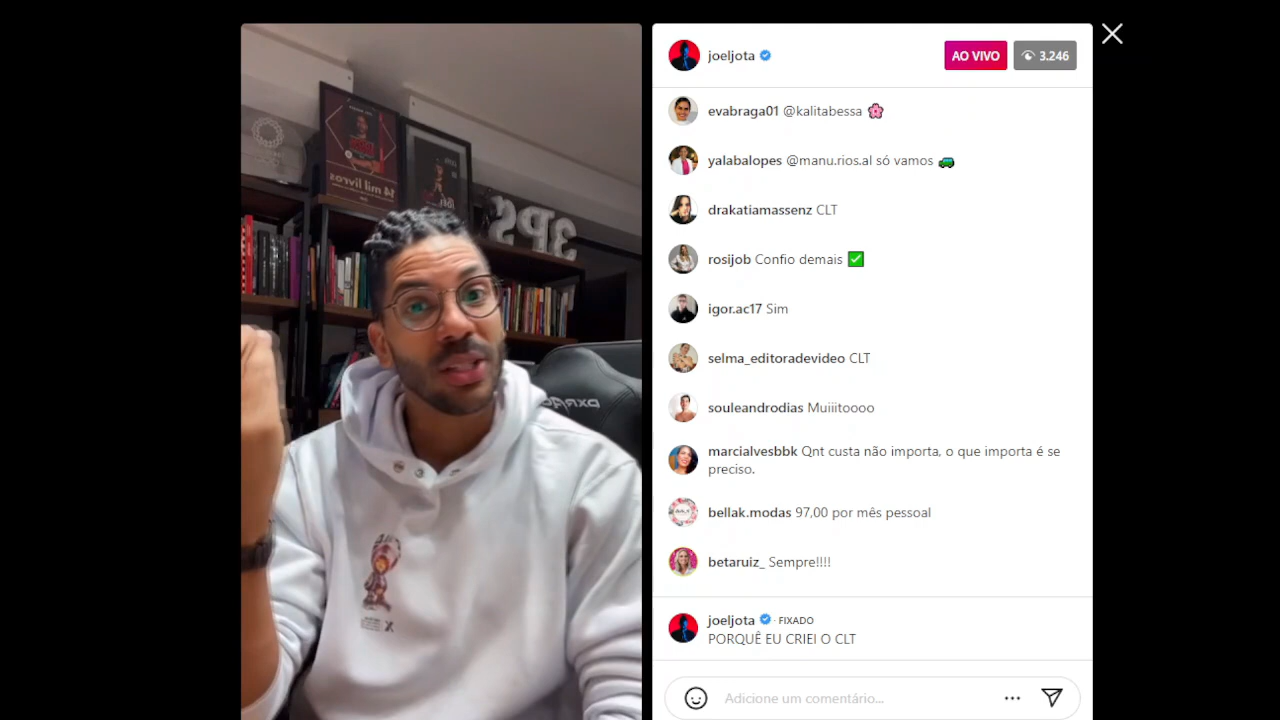 14 mil livros
3PS
joeljota
AO VIVO
3.246
evabraga01 @kalitabessa
yalabalopes @manu.rios.al só vamos
drakatiamassenz CLT
rosijob Confio demais
igor.ac17 Sim
selma_editoradevideo CLT
souleandrodias Muiiitoooo
marcialvesbbk Qnt custa não importa, o que importa é se
preciso.
bellak.modas 97,00 por mês pessoal
betaruiz_ Sempre!!!!
joeljota · FIXADO
PORQUÊ EU CRIEI O CLT
Adicione um comentário...